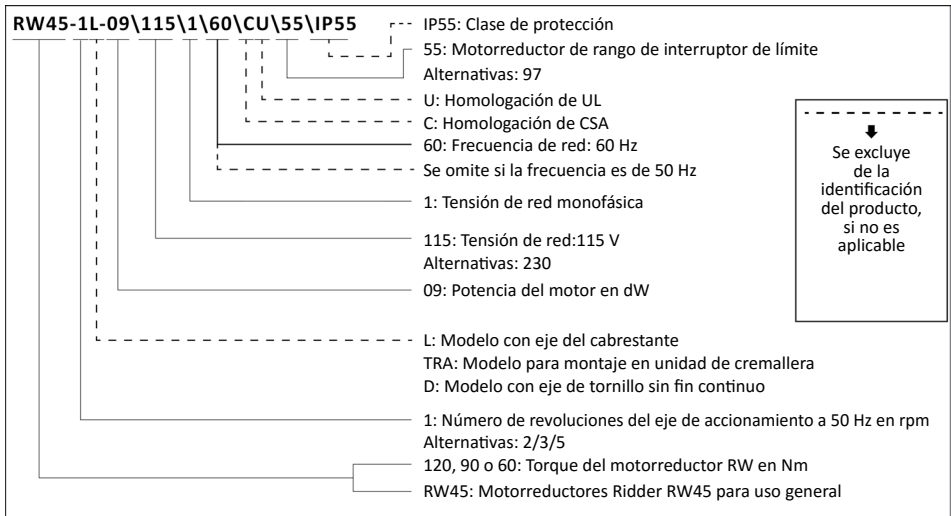 RW45-1L-09\115\1\60\CU\55\IP55
IP55: Clase de protección
55: Motorreductor de rango de interruptor de límite
Alternativas: 97
U: Homologación de UL
C: Homologación de CSA
60: Frecuencia de red: 60 Hz
Se omite si la frecuencia es de 50 Hz
1: Tensión de red monofásica
115: Tensión de red:115 V
Alternativas: 230
09: Potencia del motor en dW
L: Modelo con eje del cabrestante
TRA: Modelo para montaje en unidad de cremallera
D: Modelo con eje de tornillo sin fin continuo
1: Número de revoluciones del eje de accionamiento a 50 Hz en rpm
Alternativas: 2/3/5
120, 90 o 60: Torque del motorreductor RW en Nm
RW45: Motorreductores Ridder RW45 para uso general
Se excluye
de la
identificación
del producto,
si no es
aplicable